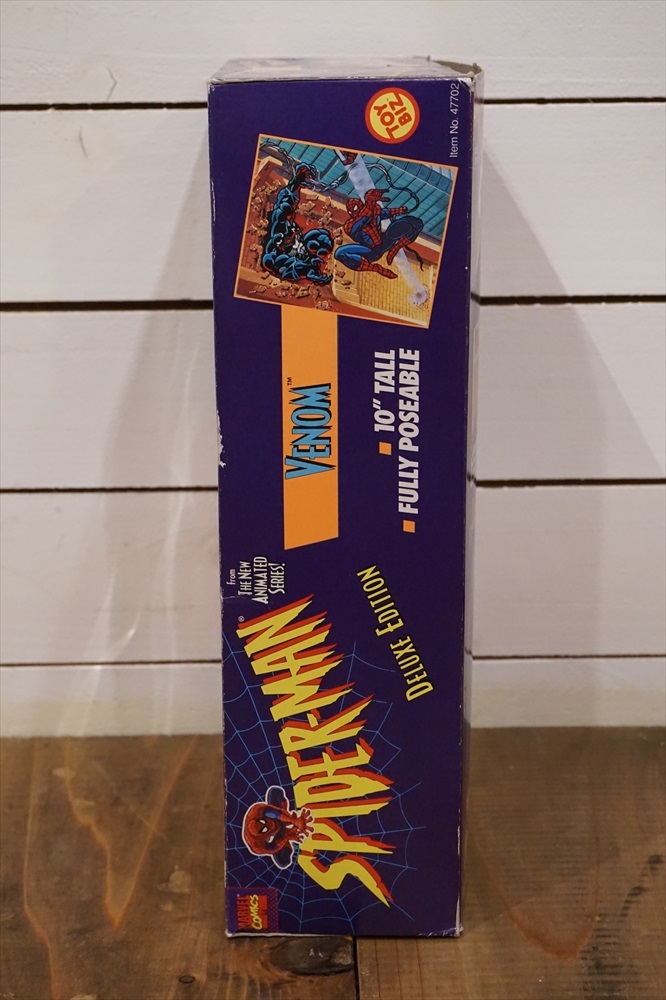 MARVEL
COMICS
SPIDER-MAN®
From
THE NEW
ANIMATED
SERIES!
DELUXE EDITION
VENOM™
10" TALL
FULLY POSEABLE
TOY
BIZ
Item No. 47702